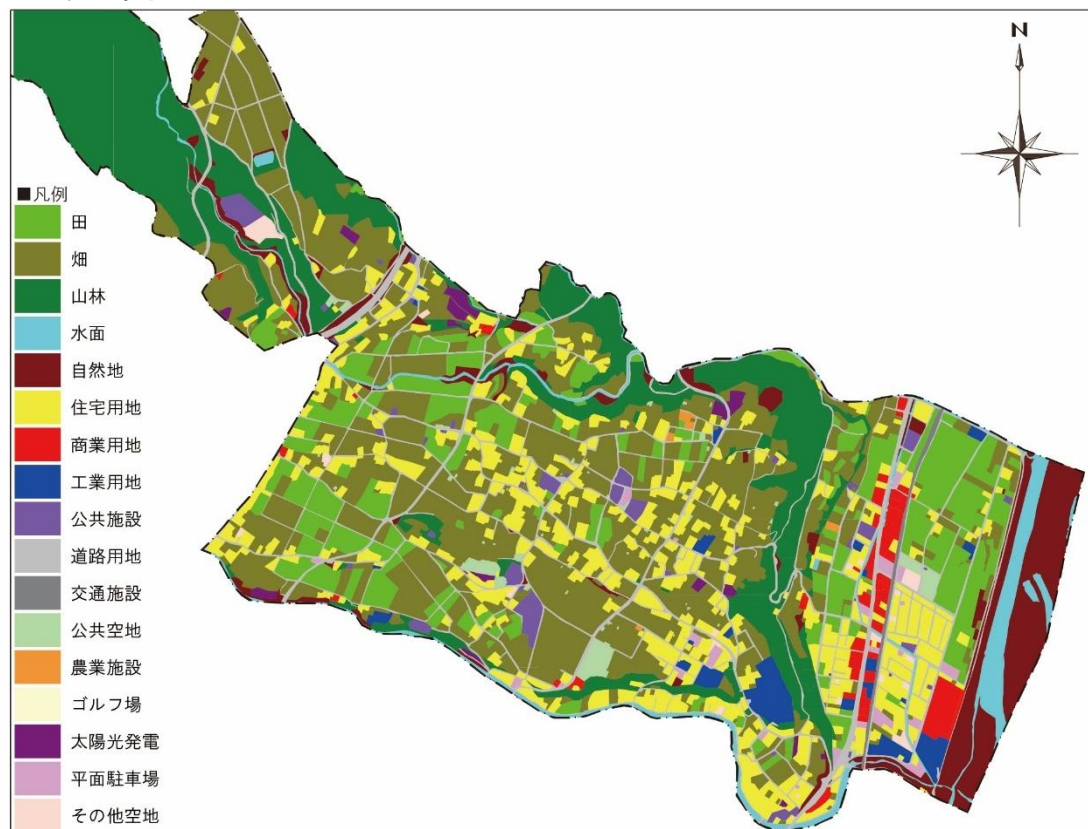 N
■凡例
田
畑
山林
水面
自然地
住宅用地
商業用地
工業用地
公共施設
道路用地
交通施設
公共空地
農業施設
ゴルフ場
太陽光発電
平面駐車場
その他空地